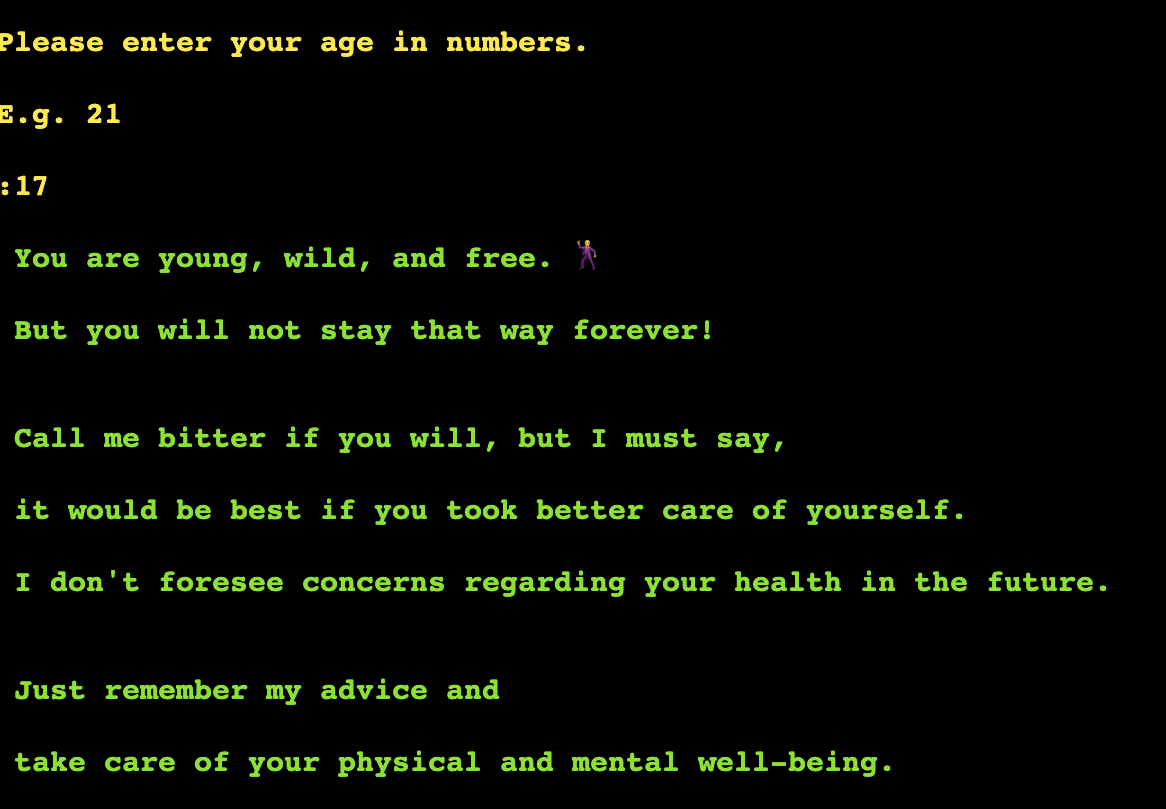 Please enter your age in numbers.
E.g. 21
:17
You are young, wild, and free. 🕺
But you will not stay that way forever!
Call me bitter if you will, but I must say,
it would be best if you took better care of yourself.
I don't foresee concerns regarding your health in the future.
Just remember my advice and
take care of your physical and mental well-being.